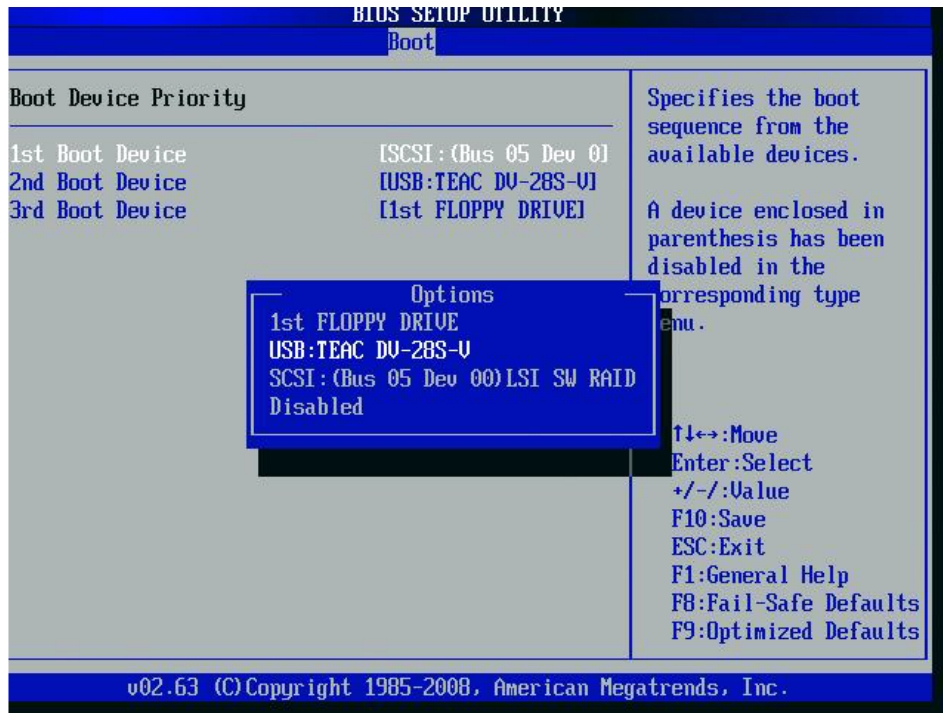 BIOS SETUP UTILITY
Boot
Boot Device Priority
1st Boot Device [SCSI:(Bus 05 Dev 0]
2nd Boot Device [USB:TEAC DV-28S-V]
3rd Boot Device [1st FLOPPY DRIVE]
Options
1st FLOPPY DRIVE
USB:TEAC DV-28S-V
SCSI:(Bus 05 Dev 00)LSI SW RAID
Disabled
Specifies the boot
sequence from the
available devices.
A device enclosed in
parenthesis has been
disabled in the
orresponding type
enu.
↑↓←→:Move
Enter:Select
+/-/:Value
F10:Save
ESC:Exit
F1:General Help
F8:Fail-Safe Defaults
F9:Optimized Defaults
v02.63 (C)Copyright 1985-2008, American Megatrends, Inc.